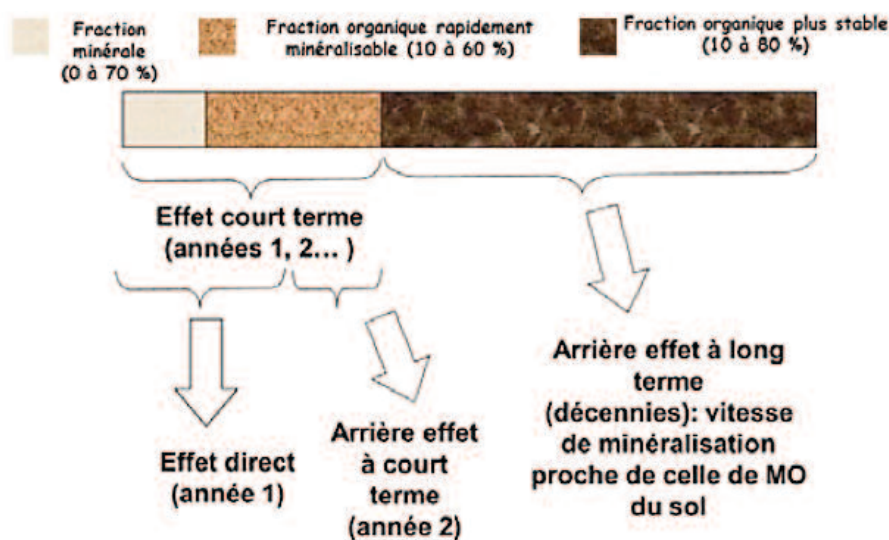 Fraction
minérale
(0 à 70 %)
Fraction organique rapidement
minéralisable (10 à 60 %)
Fraction organique plus stable
(10 à 80 %)
Effet court terme
(années 1, 2... )
Effet direct
(année 1)
Arrière effet
à court
terme
(année 2)
Arrière effet à long
terme
(décennies): vitesse
de minéralisation
proche de celle de MO
du sol